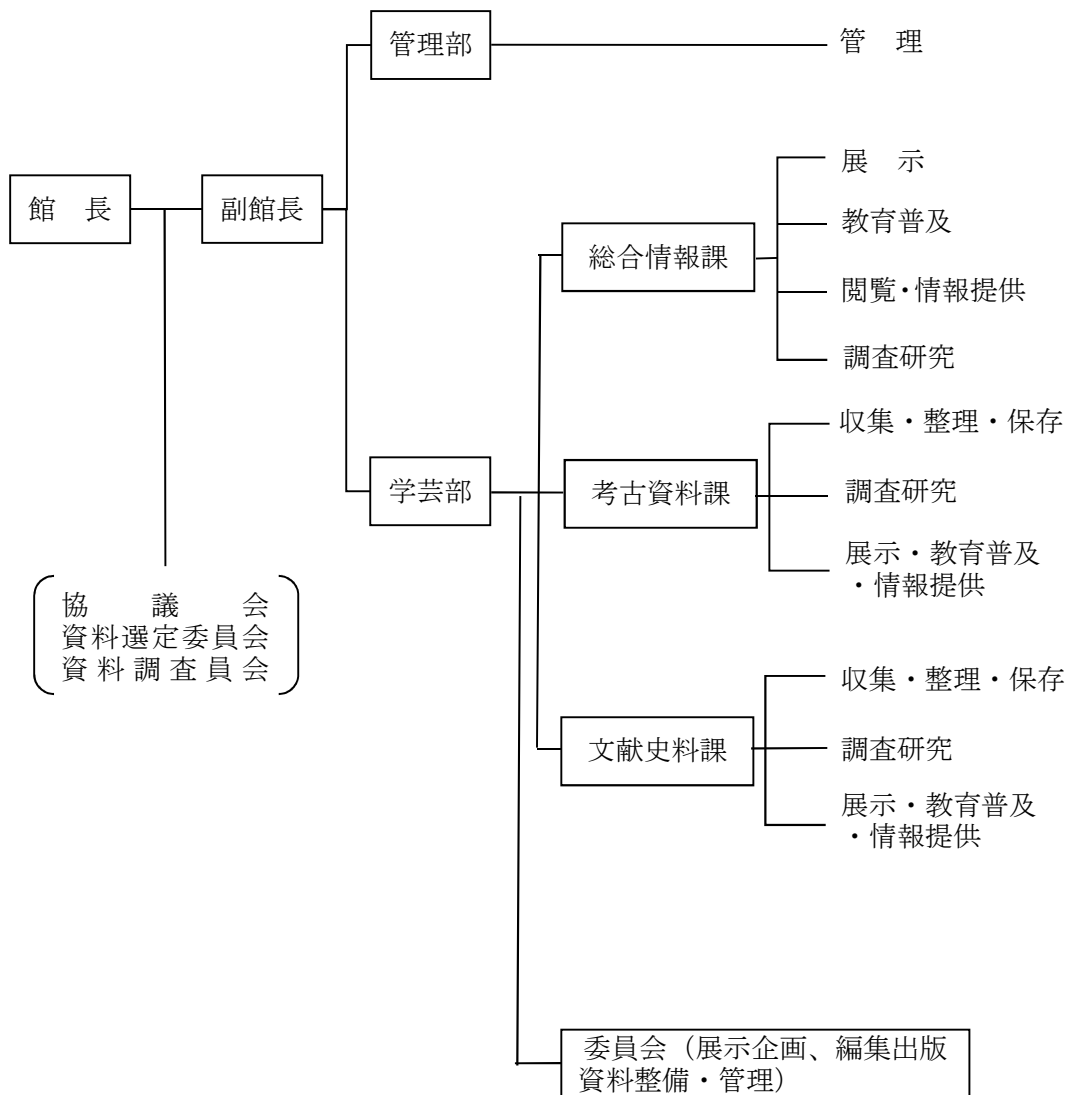 管理部
管　理
館　長
副館長
総合情報課
展　示
教育普及
閲覧・情報提供
調査研究
学芸部
考古資料課
収集・整理・保存
調査研究
展示・教育普及
・情報提供
協　議　会
資料選定委員会
資料調査員会
文献史料課
収集・整理・保存
調査研究
展示・教育普及
・情報提供
委員会（展示企画、編集出版
資料整備・管理）